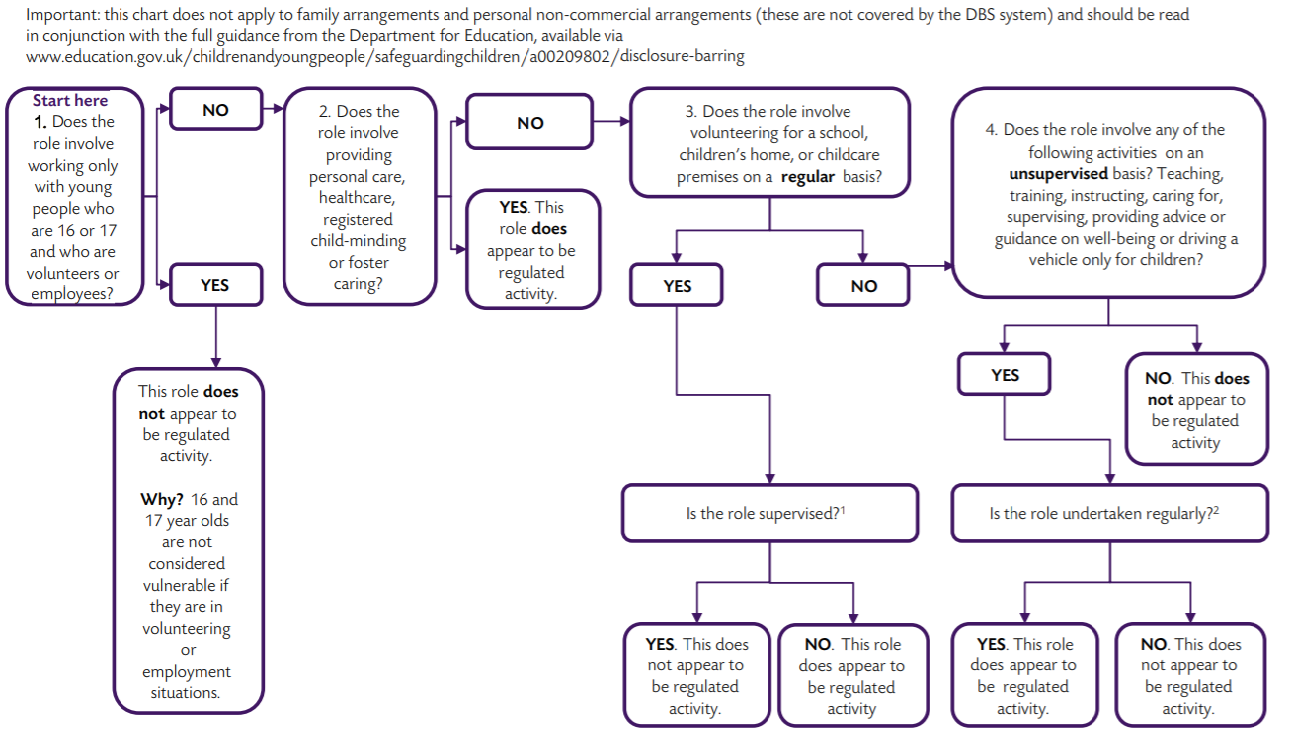 Important: this chart does not apply to family arrangements and personal non-commercial arrangements (these are not covered by the DBS system) and should be read
in conjunction with the full guidance from the Department for Education, available via
www.education.gov.uk/childrenandyoungpeople/safeguardingchildren/a00209802/disclosure-barring
Start here
1. Does the
role involve
working only
with young
people who
are 16 or 17
and who are
volunteers or
employees?
NO
YES
This role does
not appear to
be regulated
activity.
Why? 16 and
17 year olds
are not
considered
vulnerable if
they are in
volunteering
or
employment
situations.
2. Does the
role involve
providing
personal care,
healthcare,
registered
child-minding
or foster
caring?
NO
YES. This
role does
appear to be
regulated
activity.
3. Does the role involve
volunteering for a school,
children's home, or childcare
premises on a regular basis?
YES
NO
Is the role supervised?¹
YES. This does
not appear to
be regulated
activity.
NO. This role
does appear to
be regulated
activity
4. Does the role involve any of the
following activities on an
unsupervised basis? Teaching,
training, instructing, caring for,
supervising, providing advice or
guidance on well-being or driving a
vehicle only for children?
YES
NO. This does
not appear to
be regulated
activity
Is the role undertaken regularly?²
YES. This role
does appear to
be regulated
activity.
NO. This does
not appear to
be regulated
activity.